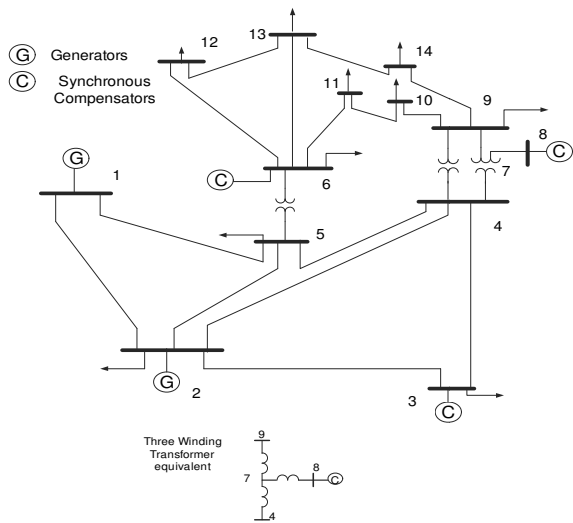 13
12
G Generators
14
C Synchronous
Compensators
11
10
9
8
C
G
7
1
C
6
5
4
G
2
3
C
Three Winding
Transformer
equivalent
9
7
8
C
4